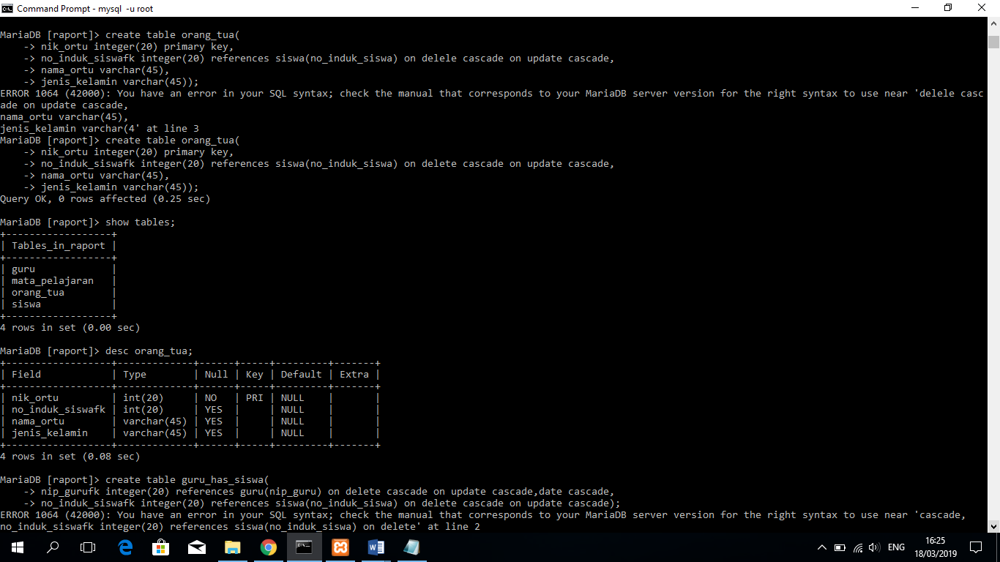 Command Prompt - mysql  -u root
MariaDB [raport]> create table orang_tua(
    -> nik_ortu integer(20) primary key,
    -> no_induk_siswafk integer(20) references siswa(no_induk_siswa) on delele cascade on update cascade,
    -> nama_ortu varchar(45),
    -> jenis_kelamin varchar(45));
ERROR 1064 (42000): You have an error in your SQL syntax; check the manual that corresponds to your MariaDB server version for the right syntax to use near 'delele casc
ade on update cascade,
nama_ortu varchar(45),
jenis_kelamin varchar(4' at line 3
MariaDB [raport]> create table orang_tua(
    -> nik_ortu integer(20) primary key,
    -> no_induk_siswafk integer(20) references siswa(no_induk_siswa) on delete cascade on update cascade,
    -> nama_ortu varchar(45),
    -> jenis_kelamin varchar(45));
Query OK, 0 rows affected (0.25 sec)
MariaDB [raport]> show tables;
+------------------+
| Tables_in_raport |
+------------------+
| guru             |
| mata_pelajaran   |
| orang_tua        |
| siswa            |
+------------------+
4 rows in set (0.00 sec)
MariaDB [raport]> desc orang_tua;
+------------------+-------------+------+-----+---------+-------+
| Field            | Type        | Null | Key | Default | Extra |
+------------------+-------------+------+-----+---------+-------+
| nik_ortu         | int(20)     | NO   | PRI | NULL    |       |
| no_induk_siswafk | int(20)     | YES  |     | NULL    |       |
| nama_ortu        | varchar(45) | YES  |     | NULL    |       |
| jenis_kelamin    | varchar(45) | YES  |     | NULL    |       |
+------------------+-------------+------+-----+---------+-------+
4 rows in set (0.08 sec)
MariaDB [raport]> create table guru_has_siswa(
    -> nip_gurufk integer(20) references guru(nip_guru) on delete cascade on update cascade,date cascade,
    -> no_induk_siswafk integer(20) references siswa(no_induk_siswa) on delete cascade on update cascade);
ERROR 1064 (42000): You have an error in your SQL syntax; check the manual that corresponds to your MariaDB server version for the right syntax to use near 'cascade,
no_induk_siswafk integer(20) references siswa(no_induk_siswa) on delete' at line 2
ENG
16:25
18/03/2019